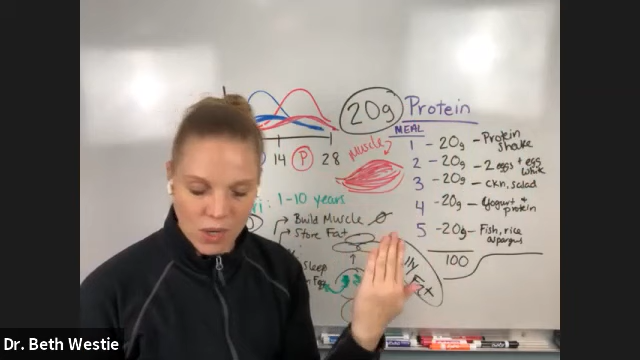 20g Protein
MEAL
1 - 20g - Protein shake
2 - 20g - 2 eggs + egg white
3 - 20g - ckn, salad
4 - 20g - Yogurt + protein
5 - 20g - Fish, rice asparagus
100
Muscle
14 P 28
1-10 years
Build Muscle
Store Fat
Sleep
Egg
Dr. Beth Westie